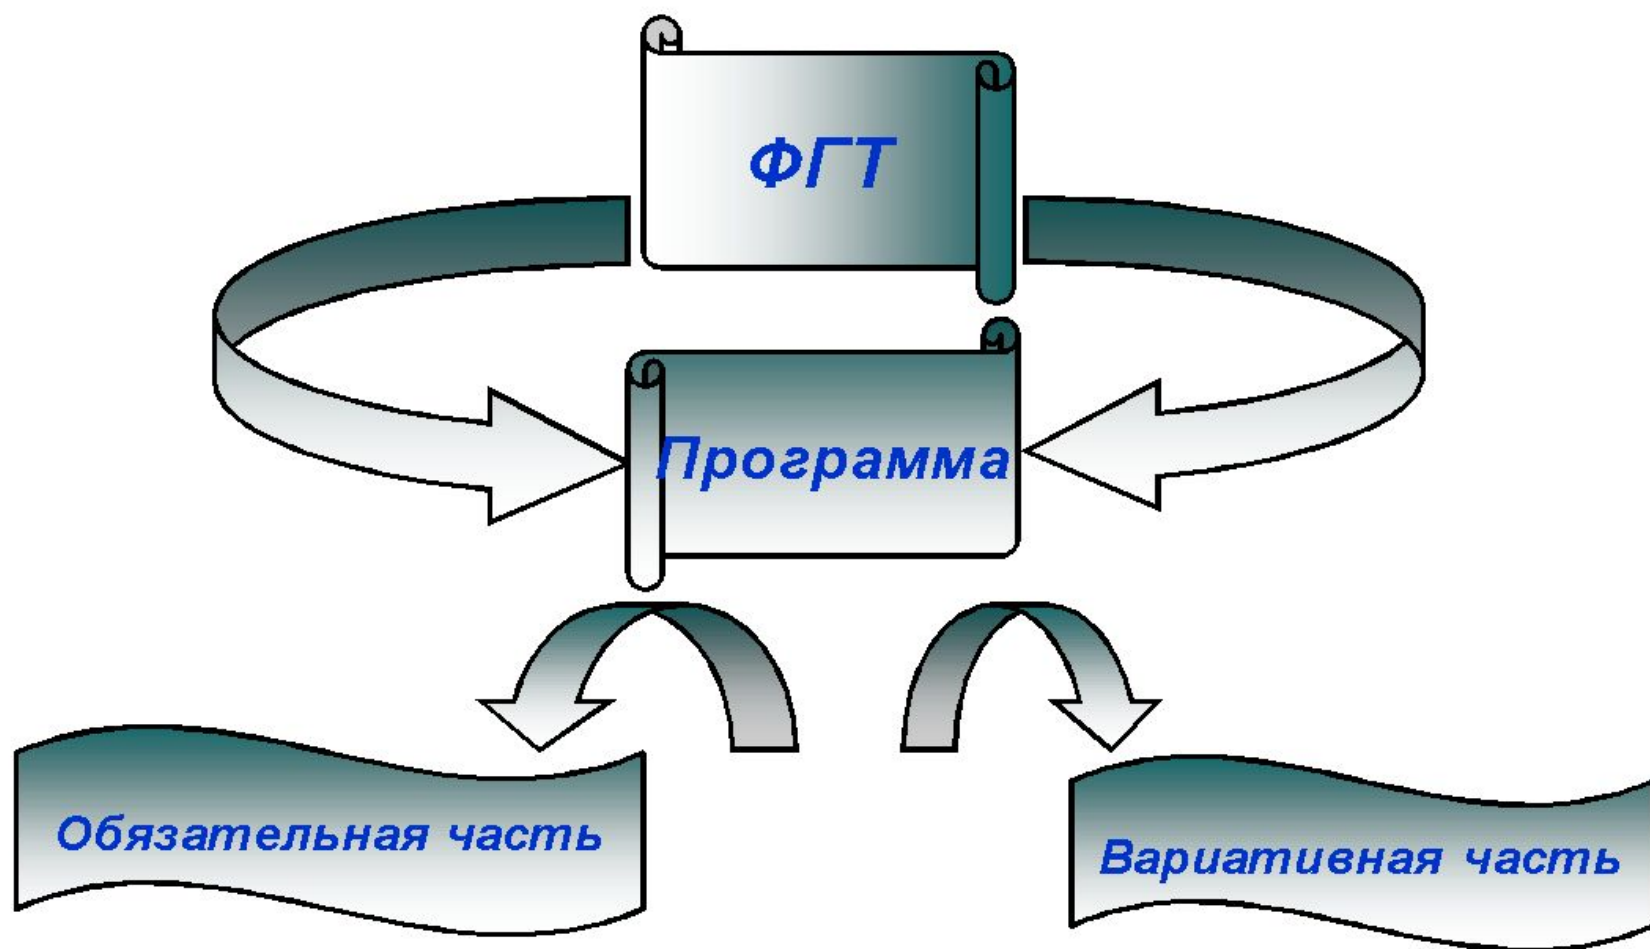 ФГТ
Программа
Обязательная часть
Вариативная часть